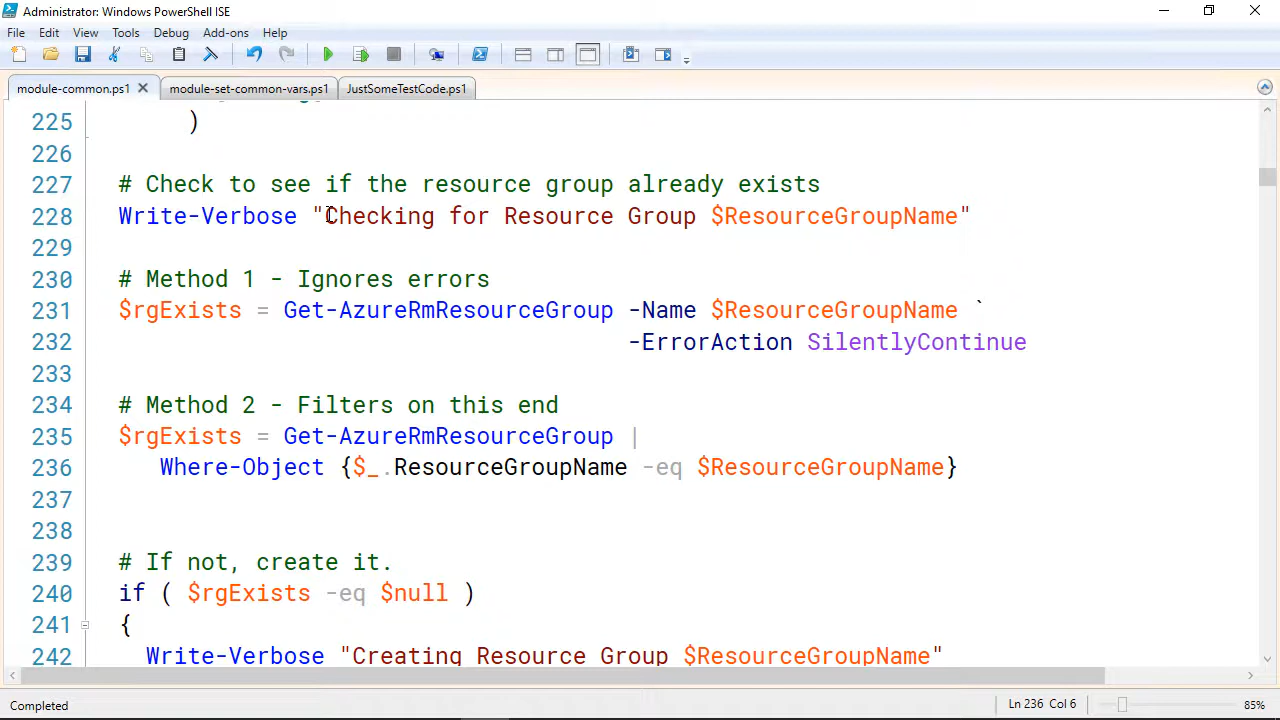 Administrator: Windows PowerShell ISE
File Edit View Tools Debug Add-ons Help
module-common.ps1 module-set-common-vars.ps1 JustSomeTestCode.ps1
225 )
226
227 # Check to see if the resource group already exists
228 Write-Verbose "Checking for Resource Group $ResourceGroupName"
229
230 # Method 1 - Ignores errors
231 $rgExists = Get-AzureRmResourceGroup -Name $ResourceGroupName `
232 -ErrorAction SilentlyContinue
233
234 # Method 2 - Filters on this end
235 $rgExists = Get-AzureRmResourceGroup |
236 Where-Object {$_.ResourceGroupName -eq $ResourceGroupName}
237
238
239 # If not, create it.
240 if ( $rgExists -eq $null )
241 {
242 Write-Verbose "Creating Resource Group $ResourceGroupName"
Completed Ln 236 Col 6 85%